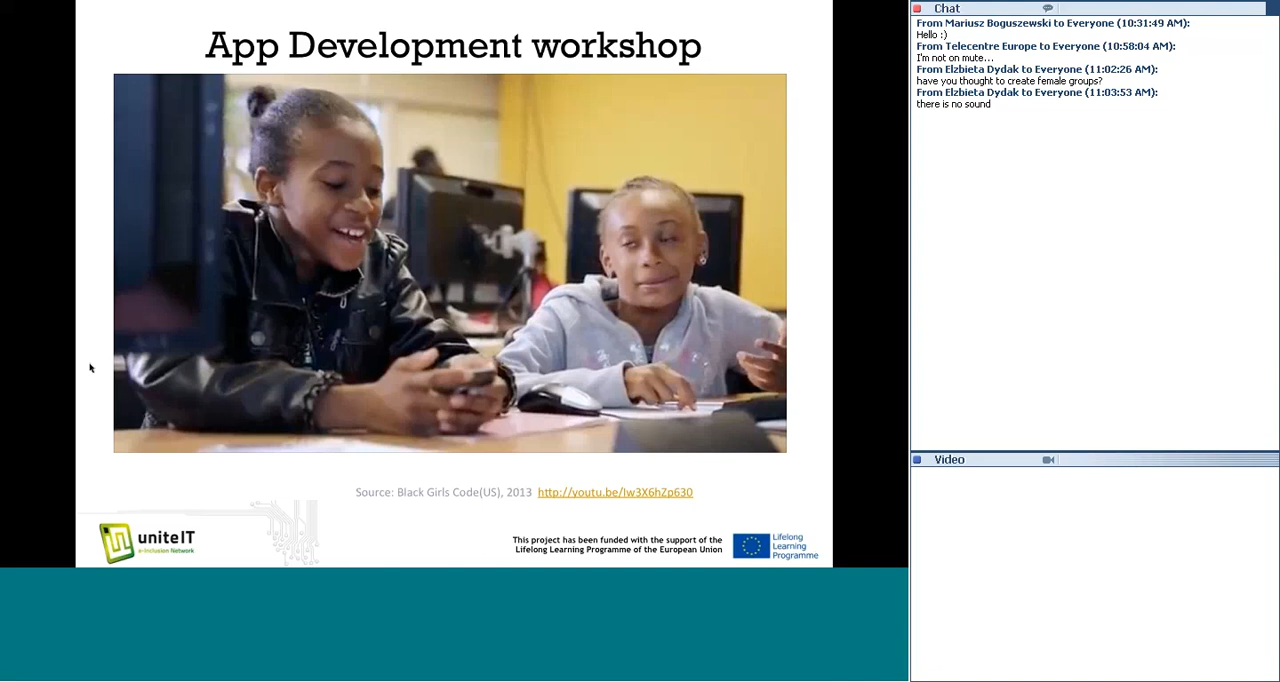 App Development workshop
Source: Black Girls Code(US), 2013 http://youtu.be/lw3X6hZp630
uniteIT
e-Inclusion Network
This project has been funded with the support of the
Lifelong Learning Programme of the European Union
Lifelong
Learning
Programme
Chat
From Mariusz Boguszewski to Everyone (10:31:49 AM):
Hello :)
From Telecentre Europe to Everyone (10:58:04 AM):
I'm not on mute...
From Elzbieta Dydak to Everyone (11:02:26 AM):
have you thought to create female groups?
From Elzbieta Dydak to Everyone (11:03:53 AM):
there is no sound
Video